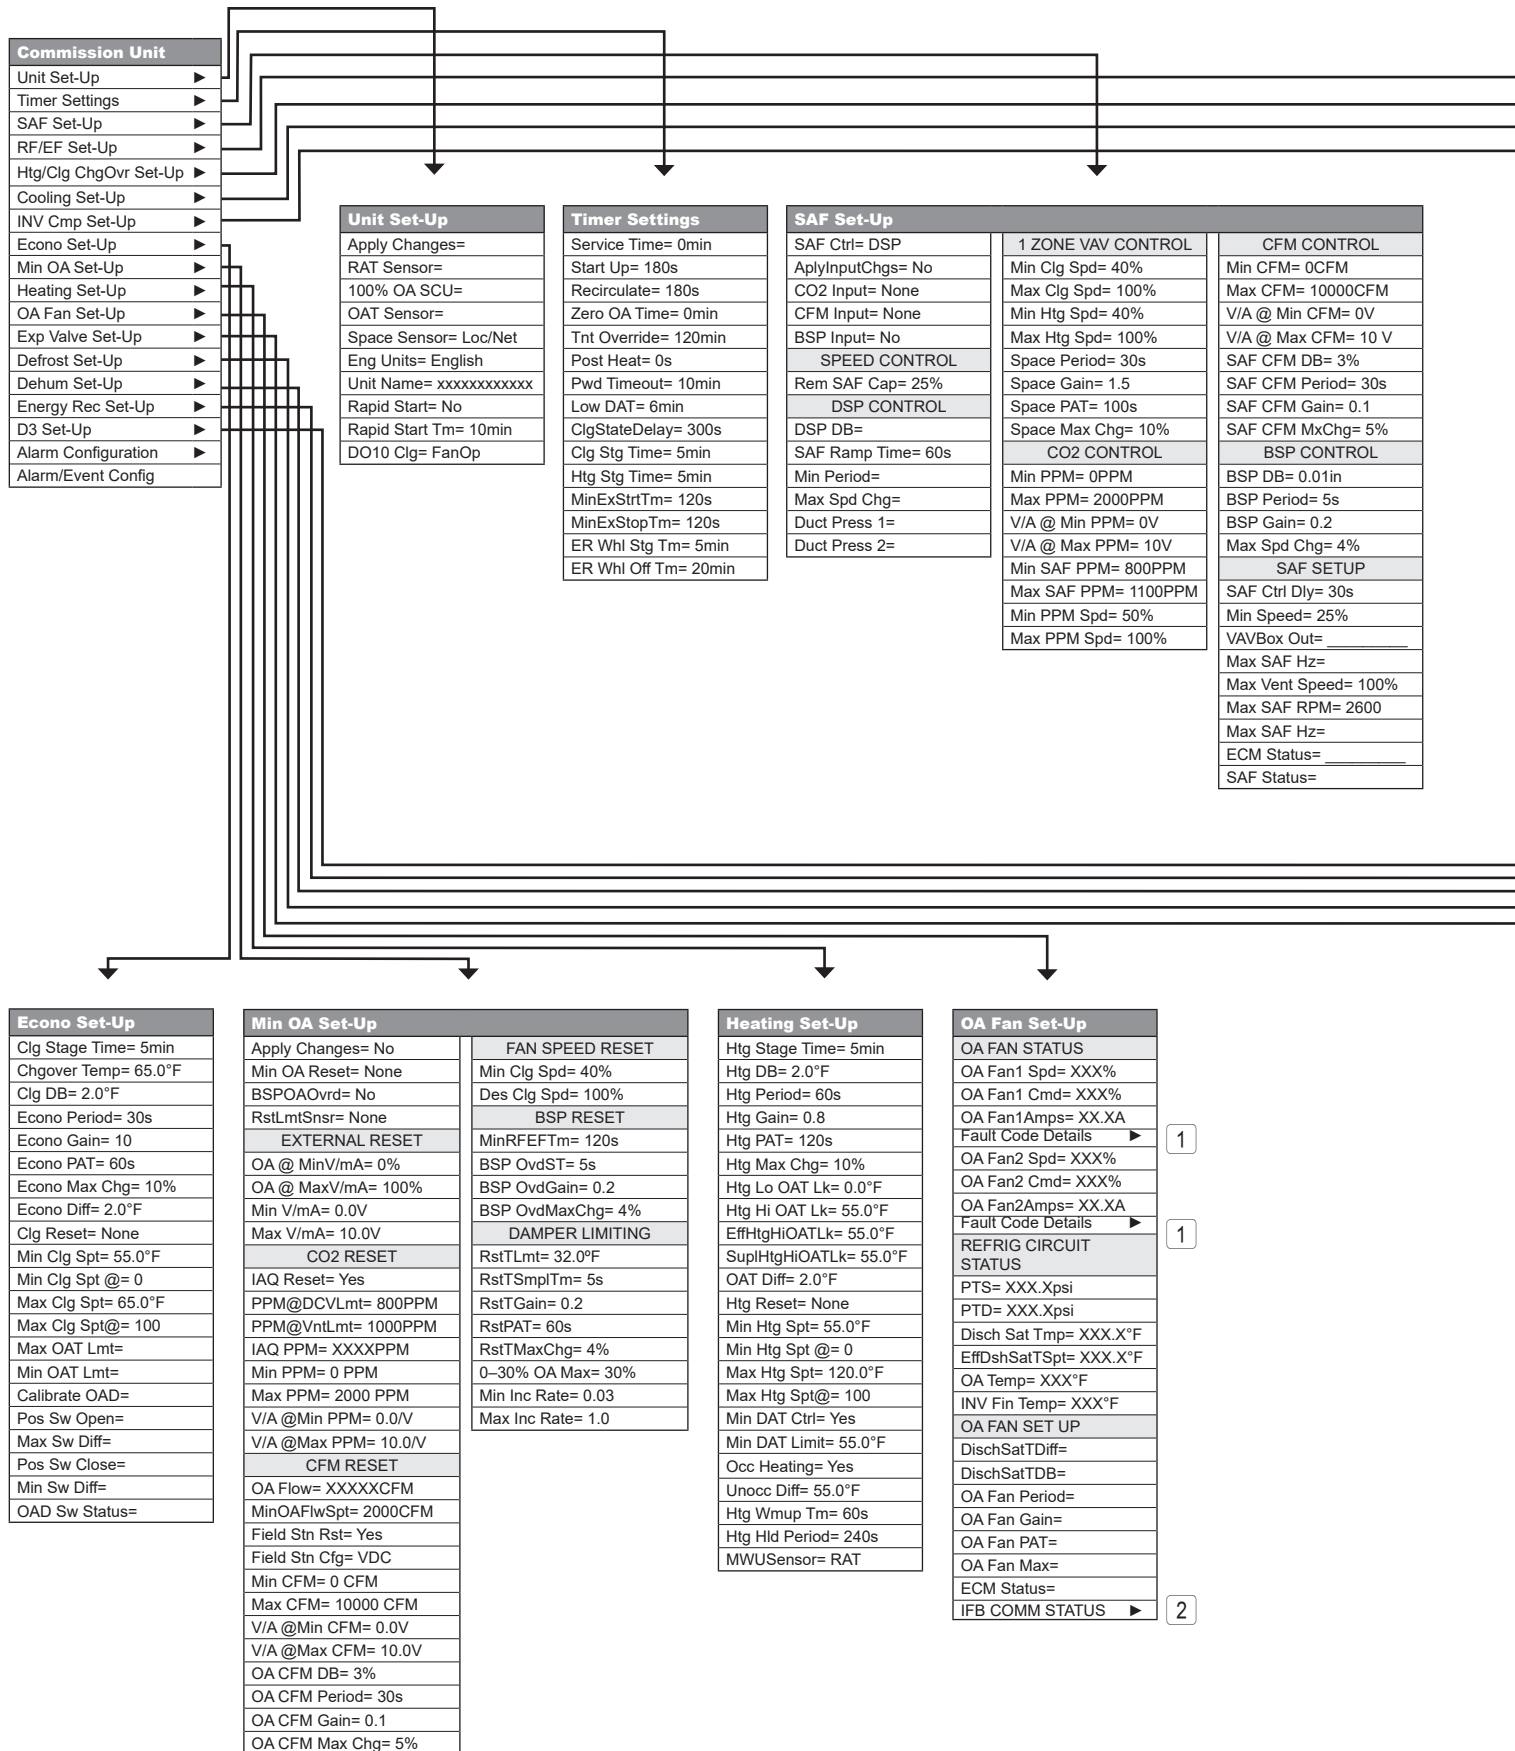 Commission Unit
Unit Set-Up ►
Timer Settings ►
SAF Set-Up ►
RF/EF Set-Up ►
Htg/Clg ChgOvr Set-Up ►
Cooling Set-Up ►
INV Cmp Set-Up ►
Econo Set-Up ►
Min OA Set-Up ►
Heating Set-Up ►
OA Fan Set-Up ►
Exp Valve Set-Up ►
Defrost Set-Up ►
Dehum Set-Up ►
Energy Rec Set-Up ►
D3 Set-Up ►
Alarm Configuration ►
Alarm/Event Config
Unit Set-Up
Apply Changes=
RAT Sensor=
100% OA SCU=
OAT Sensor=
Space Sensor= Loc/Net
Eng Units= English
Unit Name= xxxxxxxxxxxx
Rapid Start= No
Rapid Start Tm= 10min
DO10 Clg= FanOp
Timer Settings
Service Time= 0min
Start Up= 180s
Recirculate= 180s
Zero OA Time= 0min
Tnt Override= 120min
Post Heat= 0s
Pwd Timeout= 10min
Low DAT= 6min
ClgStateDelay= 300s
Clg Stg Time= 5min
Htg Stg Time= 5min
MinExStrtTm= 120s
MinExStopTm= 120s
ER Whl Stg Tm= 5min
ER Whl Off Tm= 20min
SAF Set-Up
SAF Ctrl= DSP
AplyInputChgs= No
CO2 Input= None
CFM Input= None
BSP Input= No
SPEED CONTROL
Rem SAF Cap= 25%
DSP CONTROL
DSP DB=
SAF Ramp Time= 60s
Min Period=
Max Spd Chg=
Duct Press 1=
Duct Press 2=
1 ZONE VAV CONTROL
Min Clg Spd= 40%
Max Clg Spd= 100%
Min Htg Spd= 40%
Max Htg Spd= 100%
Space Period= 30s
Space Gain= 1.5
Space PAT= 100s
Space Max Chg= 10%
CO2 CONTROL
Min PPM= 0PPM
Max PPM= 2000PPM
V/A @ Min PPM= 0V
V/A @ Max PPM= 10V
Min SAF PPM= 800PPM
Max SAF PPM= 1100PPM
Min PPM Spd= 50%
Max PPM Spd= 100%
CFM CONTROL
Min CFM= 0CFM
Max CFM= 10000CFM
V/A @ Min CFM= 0V
V/A @ Max CFM= 10 V
SAF CFM DB= 3%
SAF CFM Period= 30s
SAF CFM Gain= 0.1
SAF CFM MxChg= 5%
BSP CONTROL
BSP DB= 0.01in
BSP Period= 5s
BSP Gain= 0.2
Max Spd Chg= 4%
SAF SETUP
SAF Ctrl Dly= 30s
Min Speed= 25%
VAVBox Out= _________
Max SAF Hz=
Max Vent Speed= 100%
Max SAF RPM= 2600
Max SAF Hz=
ECM Status= _________
SAF Status=
Econo Set-Up
Clg Stage Time= 5min
Chgover Temp= 65.0°F
Clg DB= 2.0°F
Econo Period= 30s
Econo Gain= 10
Econo PAT= 60s
Econo Max Chg= 10%
Econo Diff= 2.0°F
Clg Reset= None
Min Clg Spt= 55.0°F
Min Clg Spt @= 0
Max Clg Spt= 65.0°F
Max Clg Spt@= 100
Max OAT Lmt=
Min OAT Lmt=
Calibrate OAD=
Pos Sw Open=
Max Sw Diff=
Pos Sw Close=
Min Sw Diff=
OAD Sw Status=
Min OA Set-Up
Apply Changes= No
Min OA Reset= None
BSPOAOvrd= No
RstLmtSnsr= None
EXTERNAL RESET
OA @ MinV/mA= 0%
OA @ MaxV/mA= 100%
Min V/mA= 0.0V
Max V/mA= 10.0V
CO2 RESET
IAQ Reset= Yes
PPM@DCVLmt= 800PPM
PPM@VntLmt= 1000PPM
IAQ PPM= XXXXPPM
Min PPM= 0 PPM
Max PPM= 2000 PPM
V/A @Min PPM= 0.0/V
V/A @Max PPM= 10.0/V
CFM RESET
OA Flow= XXXXXCFM
MinOAFlwSpt= 2000CFM
Field Stn Rst= Yes
Field Stn Cfg= VDC
Min CFM= 0 CFM
Max CFM= 10000 CFM
V/A @Min CFM= 0.0V
V/A @Max CFM= 10.0V
OA CFM DB= 3%
OA CFM Period= 30s
OA CFM Gain= 0.1
OA CFM Max Chg= 5%
FAN SPEED RESET
Min Clg Spd= 40%
Des Clg Spd= 100%
BSP RESET
MinRFEFTm= 120s
BSP OvdST= 5s
BSP OvdGain= 0.2
BSP OvdMaxChg= 4%
DAMPER LIMITING
RstTLmt= 32.0ºF
RstTSmplTm= 5s
RstTGain= 0.2
RstPAT= 60s
RstTMaxChg= 4%
0–30% OA Max= 30%
Min Inc Rate= 0.03
Max Inc Rate= 1.0
Heating Set-Up
Htg Stage Time= 5min
Htg DB= 2.0°F
Htg Period= 60s
Htg Gain= 0.8
Htg PAT= 120s
Htg Max Chg= 10%
Htg Lo OAT Lk= 0.0°F
Htg Hi OAT Lk= 55.0°F
EffHtgHiOATLk= 55.0°F
SuplHtgHiOATLk= 55.0°F
OAT Diff= 2.0°F
Htg Reset= None
Min Htg Spt= 55.0°F
Min Htg Spt @= 0
Max Htg Spt= 120.0°F
Max Htg Spt@= 100
Min DAT Ctrl= Yes
Min DAT Limit= 55.0°F
Occ Heating= Yes
Unocc Diff= 55.0°F
Htg Wmup Tm= 60s
Htg Hld Period= 240s
MWUSensor= RAT
OA Fan Set-Up
OA FAN STATUS
OA Fan1 Spd= XXX%
OA Fan1 Cmd= XXX%
OA Fan1Amps= XX.XA
Fault Code Details ► 1
OA Fan2 Spd= XXX%
OA Fan2 Cmd= XXX%
OA Fan2Amps= XX.XA
Fault Code Details ► 1
REFRIG CIRCUIT
STATUS
PTS= XXX.Xpsi
PTD= XXX.Xpsi
Disch Sat Tmp= XXX.X°F
EffDshSatTSpt= XXX.X°F
OA Temp= XXX°F
INV Fin Temp= XXX°F
OA FAN SET UP
DischSatTDiff=
DischSatTDB=
OA Fan Period=
OA Fan Gain=
OA Fan PAT=
OA Fan Max=
ECM Status=
IFB COMM STATUS ► 2